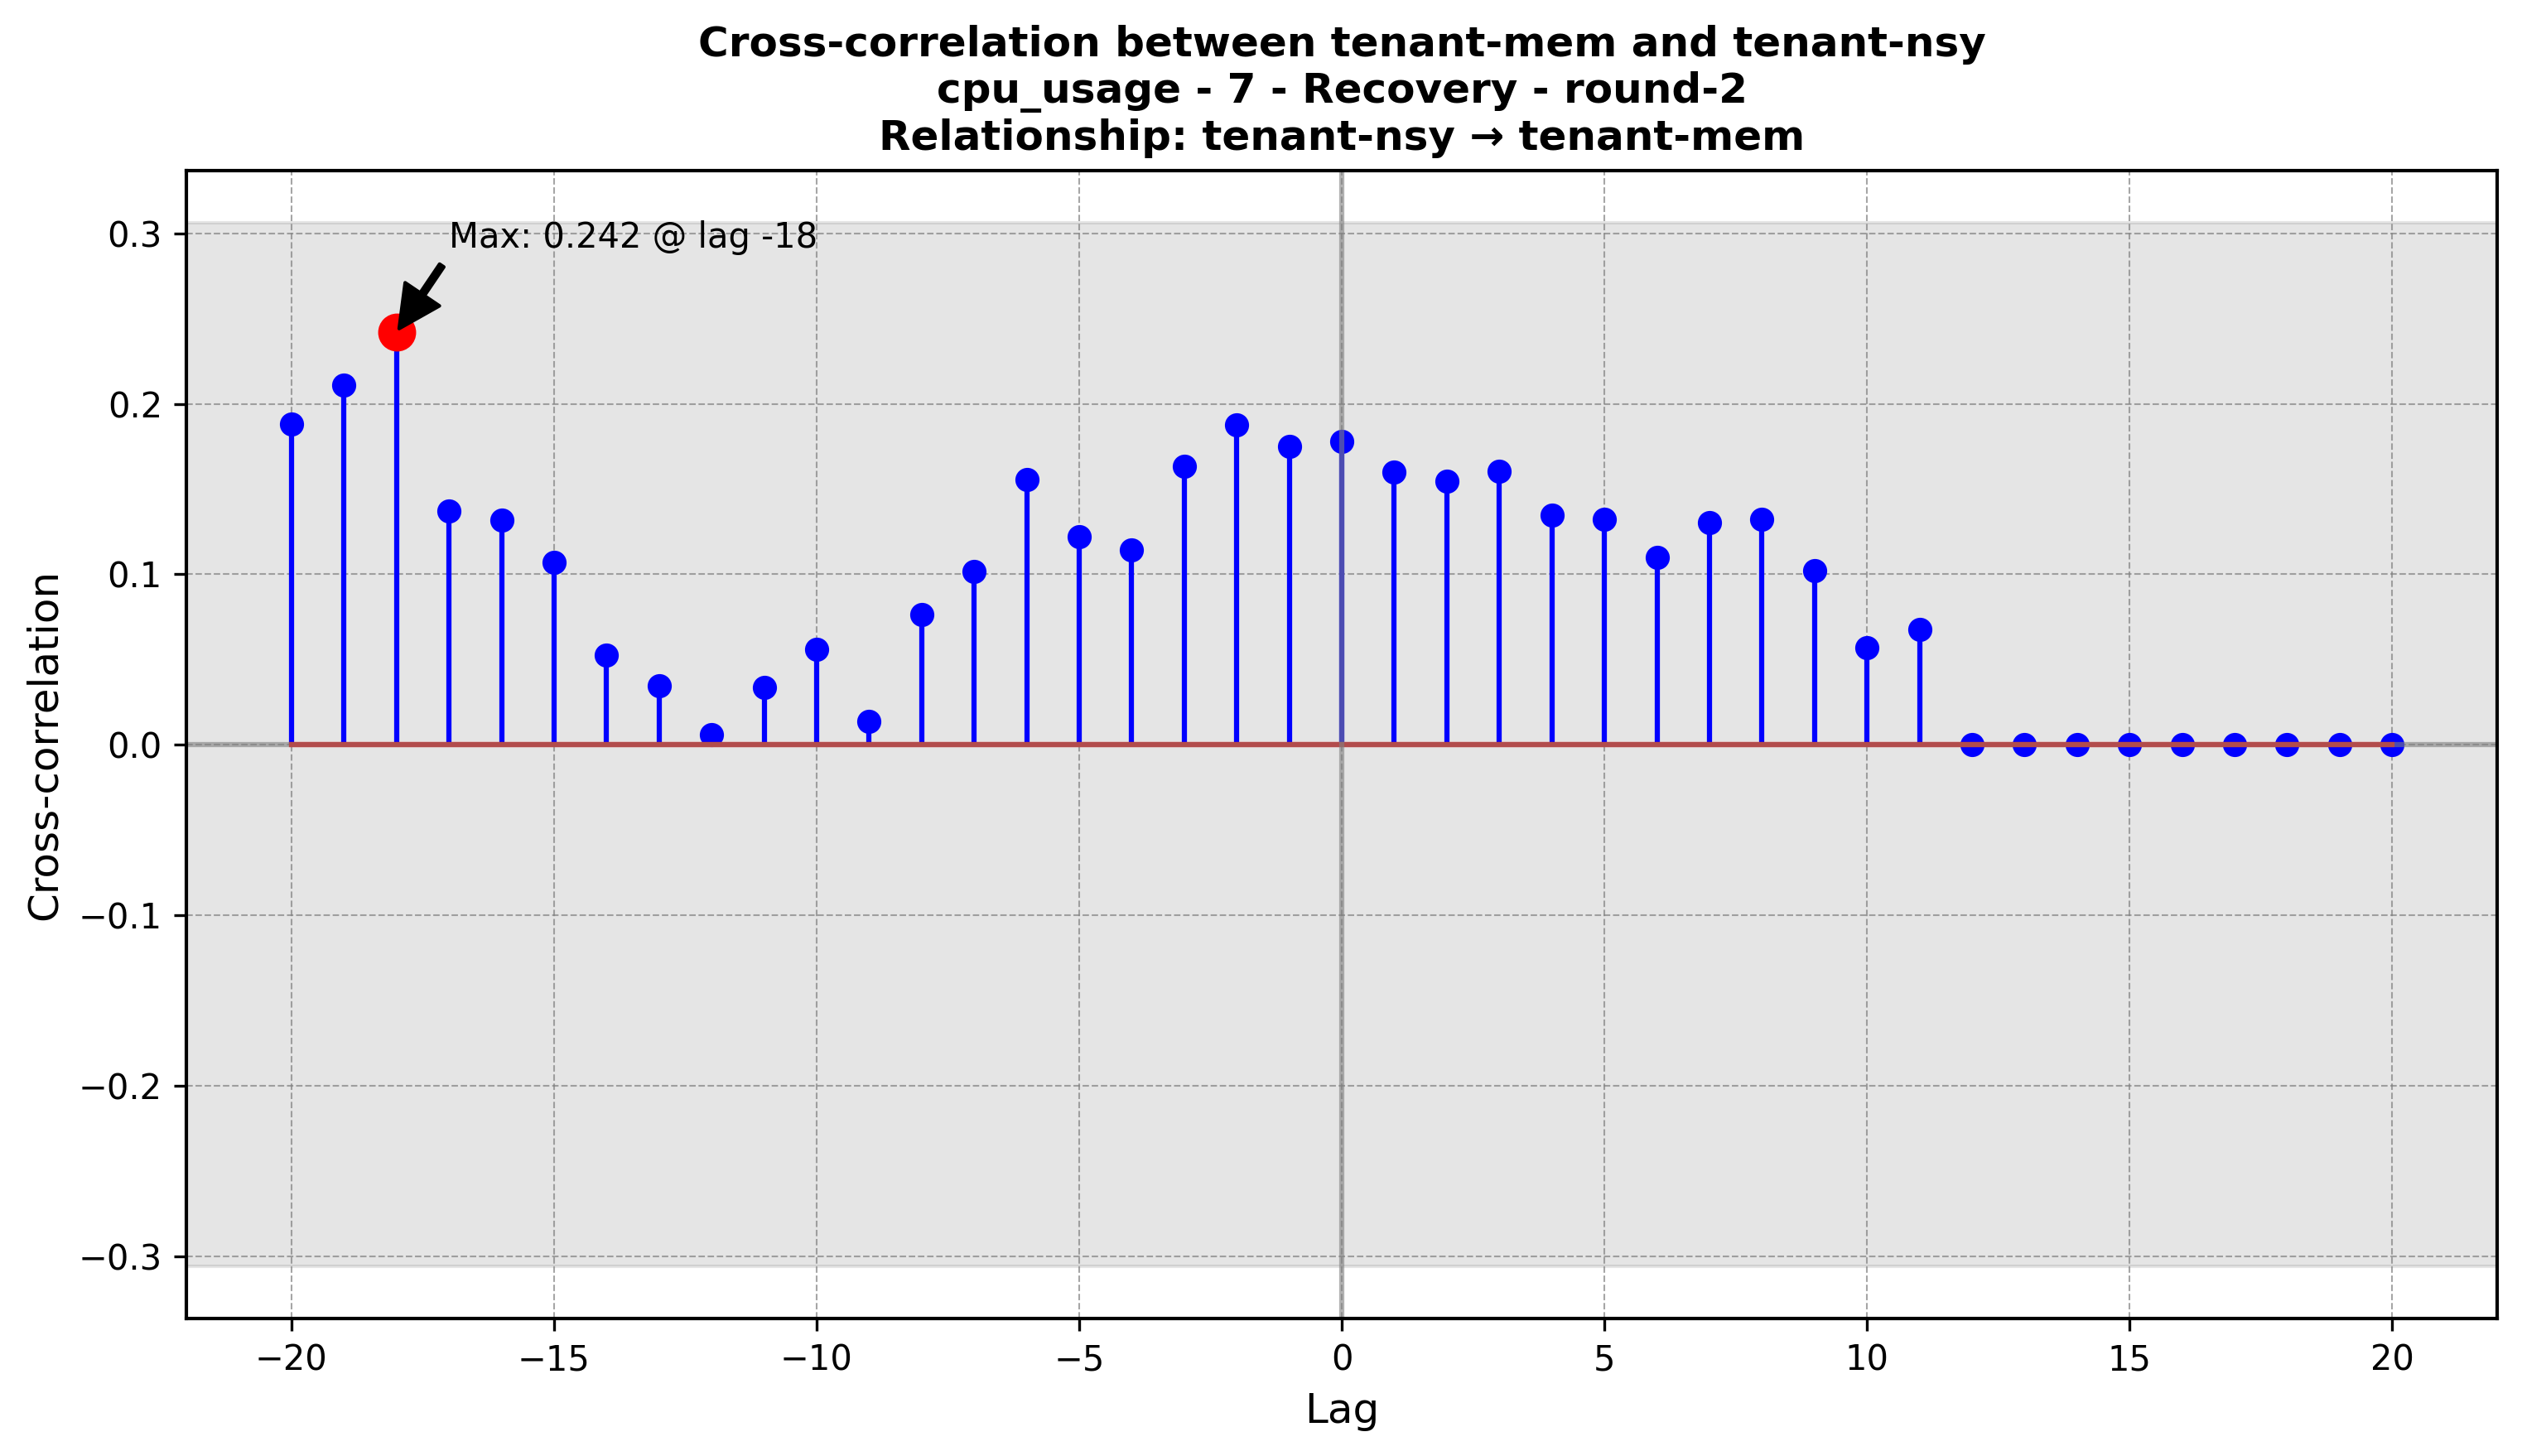 Cross-correlation between tenant-mem and tenant-nsy
cpu_usage - 7 - Recovery - round-2
Relationship: tenant-nsy → tenant-mem
Max: 0.242 @ lag -18
Cross-correlation
0.3
0.2
0.1
0.0
−0.1
−0.2
−0.3
−20
−15
−10
−5
0
5
10
15
20
Lag